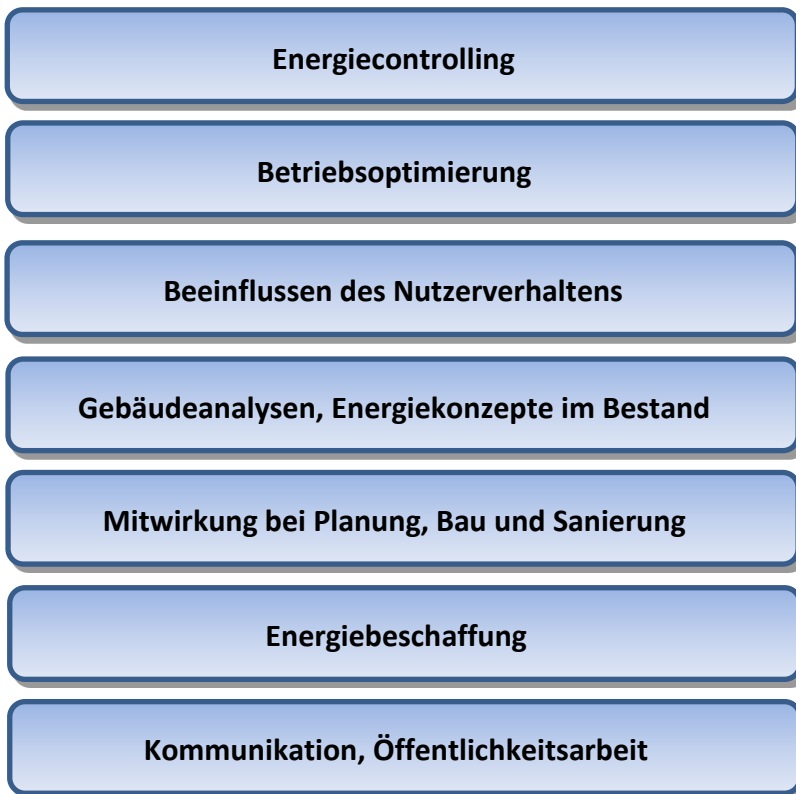 Energiecontrolling
Betriebsoptimierung
Beeinflussen des Nutzerverhaltens
Gebäudeanalysen, Energiekonzepte im Bestand
Mitwirkung bei Planung, Bau und Sanierung
Energiebeschaffung
Kommunikation, Öffentlichkeitsarbeit